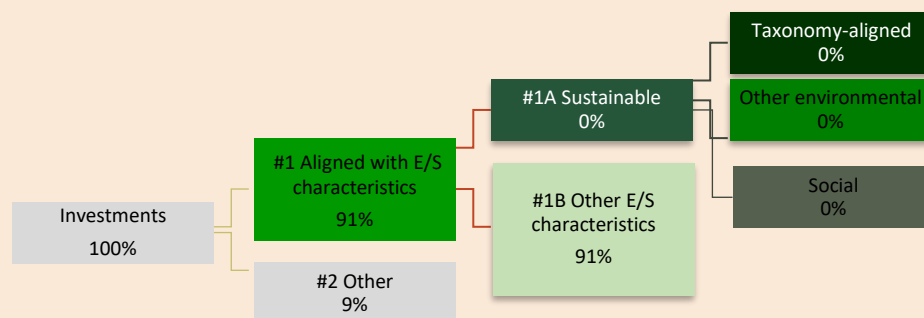 Investments
100%
#1 Aligned with E/S
characteristics
91%
#2 Other
9%
#1A Sustainable
0%
#1B Other E/S
characteristics
91%
Taxonomy-aligned
0%
Other environmental
0%
Social
0%